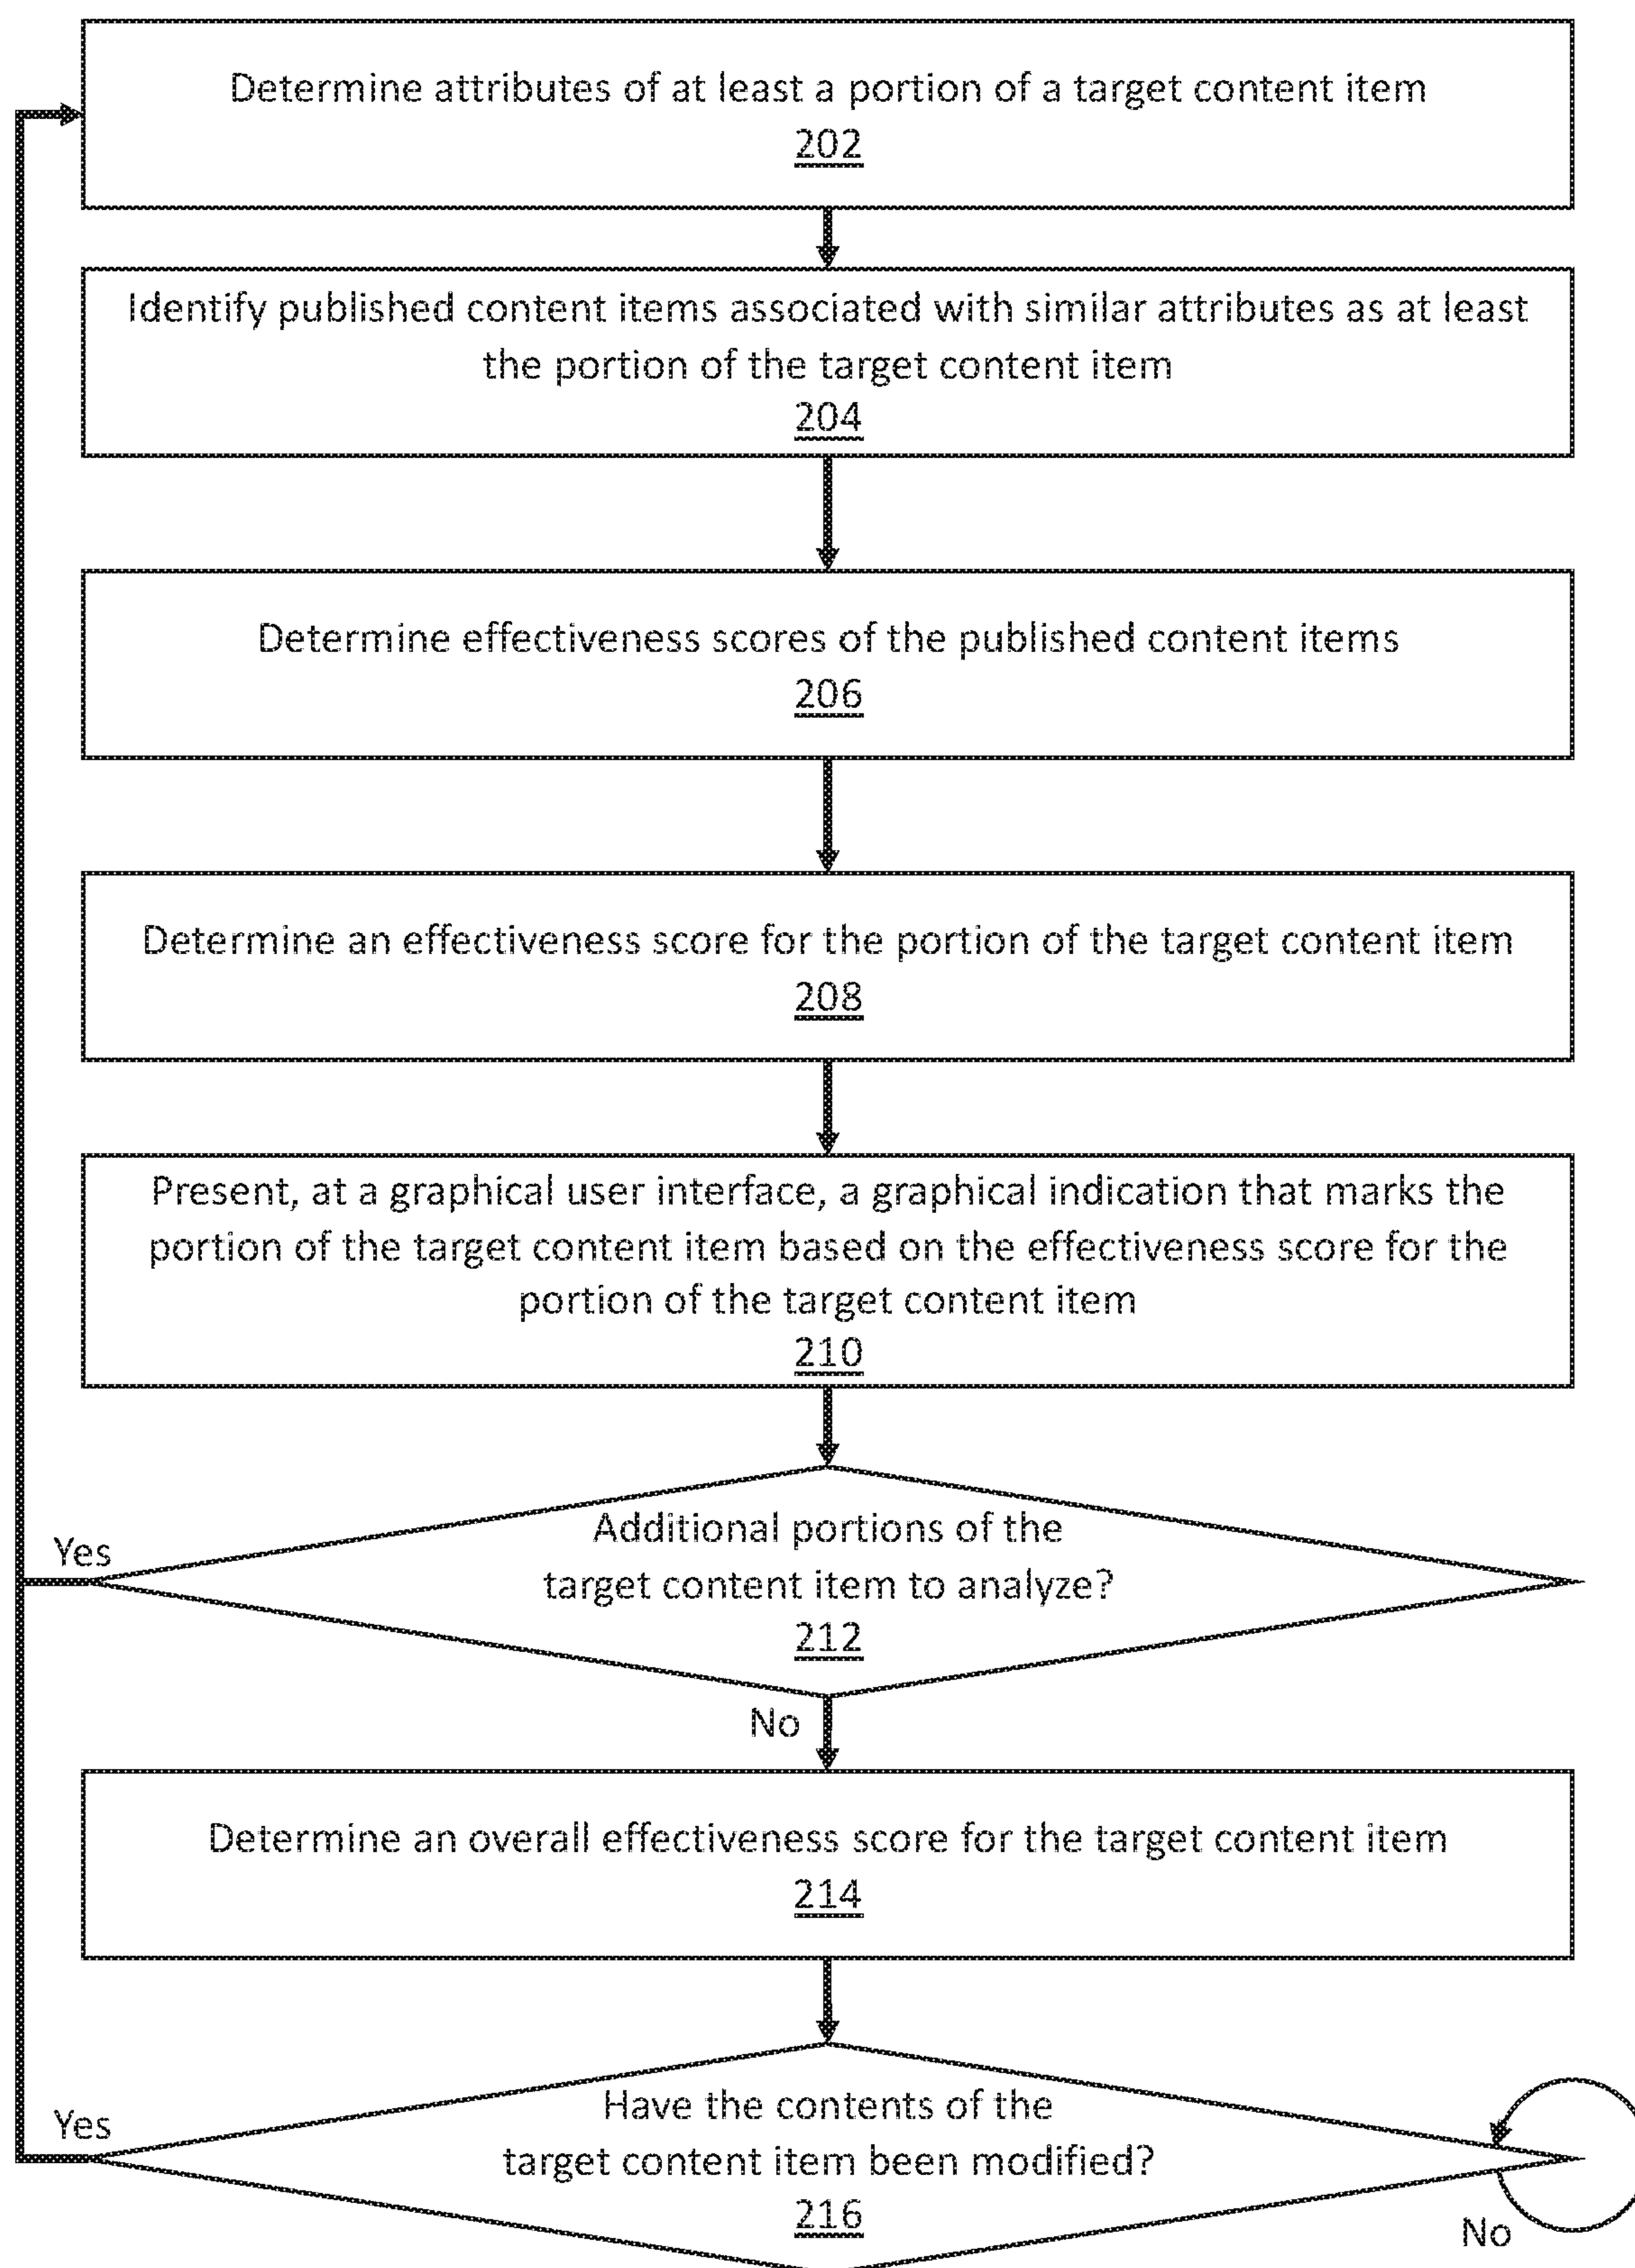 Determine attributes of at least a portion of a target content item
202
Identify published content items associated with similar attributes as at least
the portion of the target content item
204
Determine effectiveness scores of the published content items
206
Determine an effectiveness score for the portion of the target content item
208
Present, at a graphical user interface, a graphical indication that marks the
portion of the target content item based on the effectiveness score for the
portion of the target content item
210
Yes
Additional portions of the
target content item to analyze?
212
No
Determine an overall effectiveness score for the target content item
214
Yes
Have the contents of the
target content item been modified?
216
No